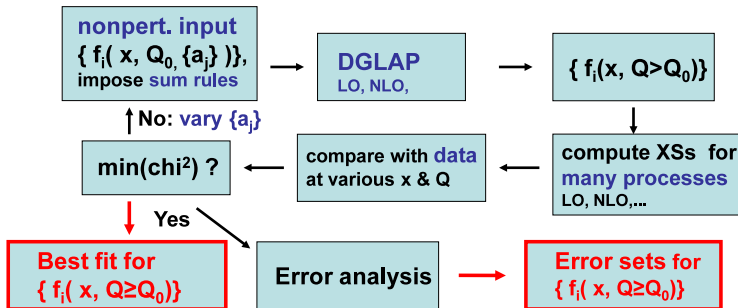 nonpert. input
{ fᵢ( x, Q₀, {aⱼ} )},
impose sum rules
DGLAP
LO, NLO,
{ fᵢ(x, Q>Q₀)}
No: vary {aⱼ}
min(chi²) ?
compare with data
at various x & Q
compute XSs for
many processes
LO, NLO,...
Yes
Best fit for
{ fᵢ( x, Q≥Q₀)}
Error analysis
Error sets for
{ fᵢ( x, Q≥Q₀)}